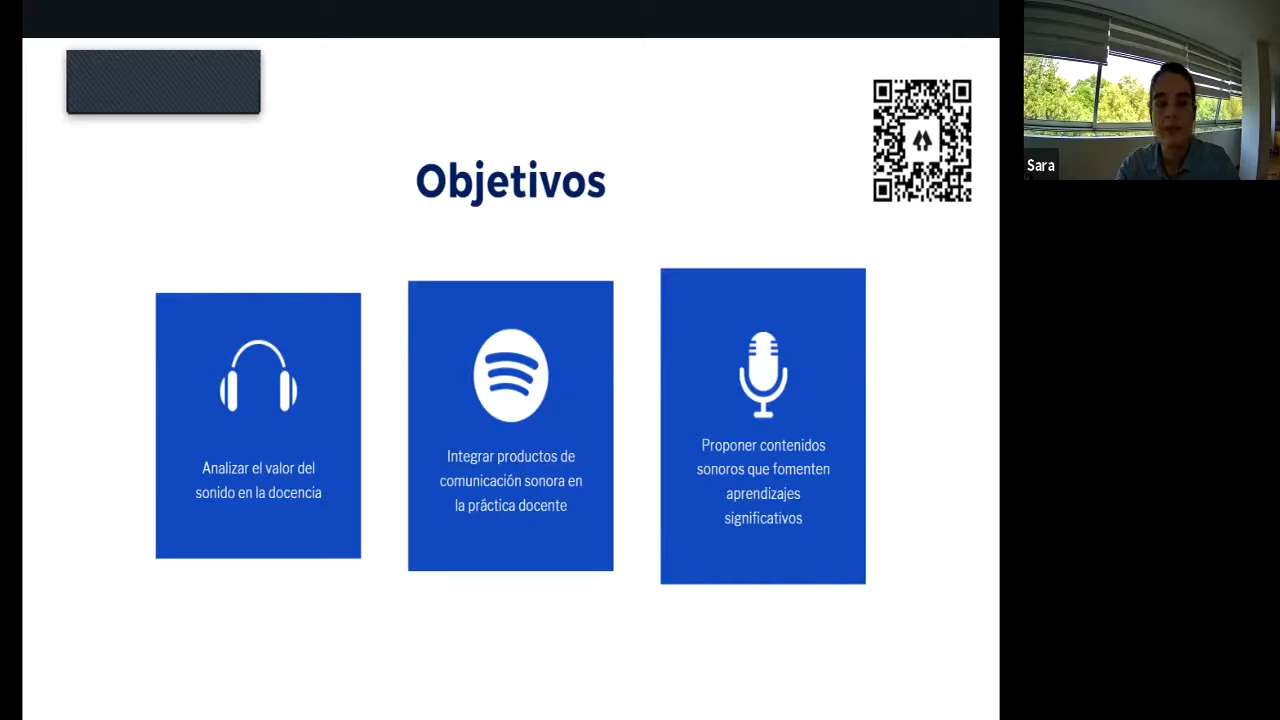 Objetivos
Analizar el valor del
sonido en la docencia
Integrar productos de
comunicación sonora en
la práctica docente
Proponer contenidos
sonoros que fomenten
aprendizajes
significativos
Sara